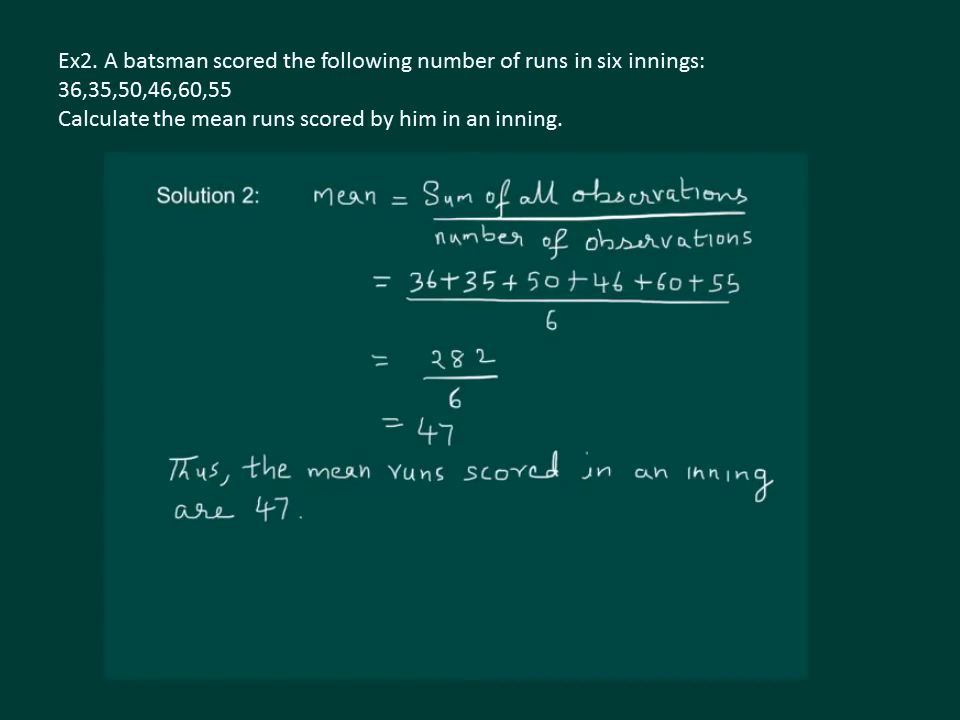 Ex2. A batsman scored the following number of runs in six innings:
36,35,50,46,60,55
Calculate the mean runs scored by him in an inning.
Solution 2: mean = Sum of all observations
number of observations
= 36+35+50+46+60+55
6
= 282
6
= 47
Thus, the mean runs scored in an inning
are 47.